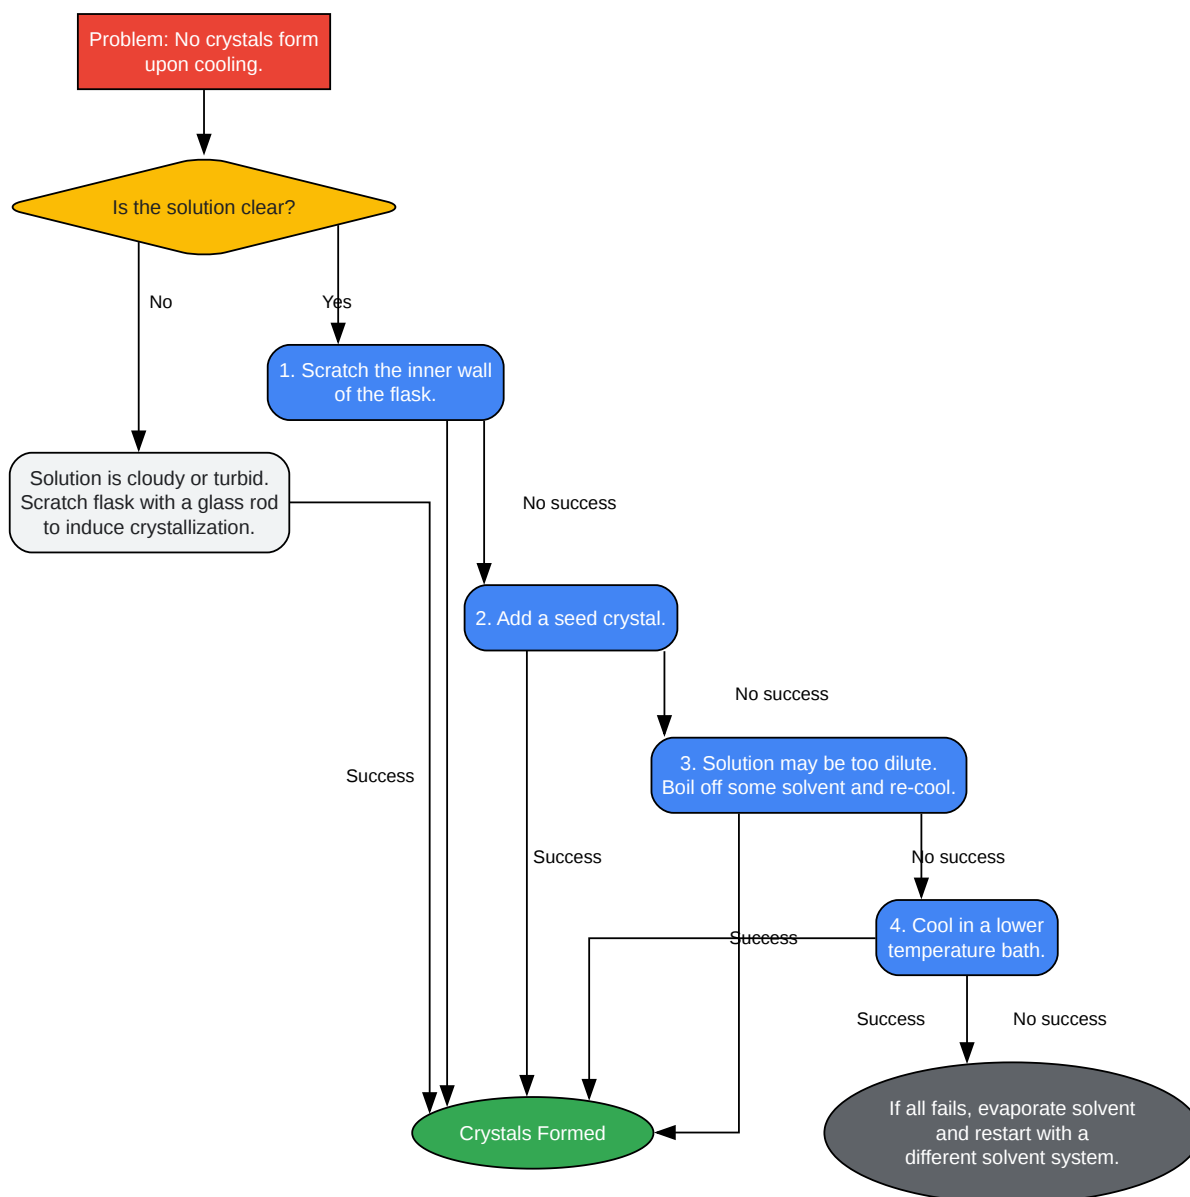 Problem: No crystals form
upon cooling.
Is the solution clear?
No
Yes
1. Scratch the inner wall
of the flask.
Solution is cloudy or turbid.
Scratch flask with a glass rod
to induce crystallization.
No success
2. Add a seed crystal.
No success
3. Solution may be too dilute.
Boil off some solvent and re-cool.
Success
Success
No success
4. Cool in a lower
temperature bath.
Success
Success
No success
If all fails, evaporate solvent
and restart with a
different solvent system.
Crystals Formed